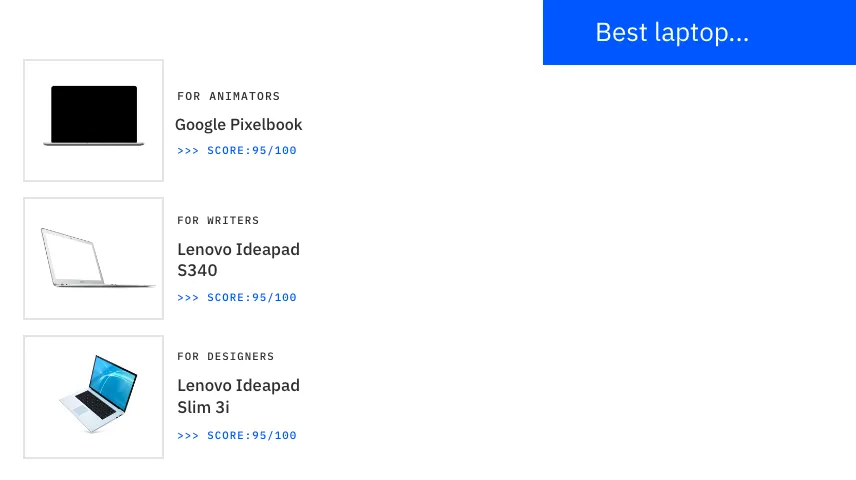 Best laptop...
FOR ANIMATORS
Google Pixelbook
>>> SCORE:95/100
FOR WRITERS
Lenovo Ideapad
S340
>>> SCORE:95/100
FOR DESIGNERS
Lenovo Ideapad
Slim 3i
>>> SCORE:95/100